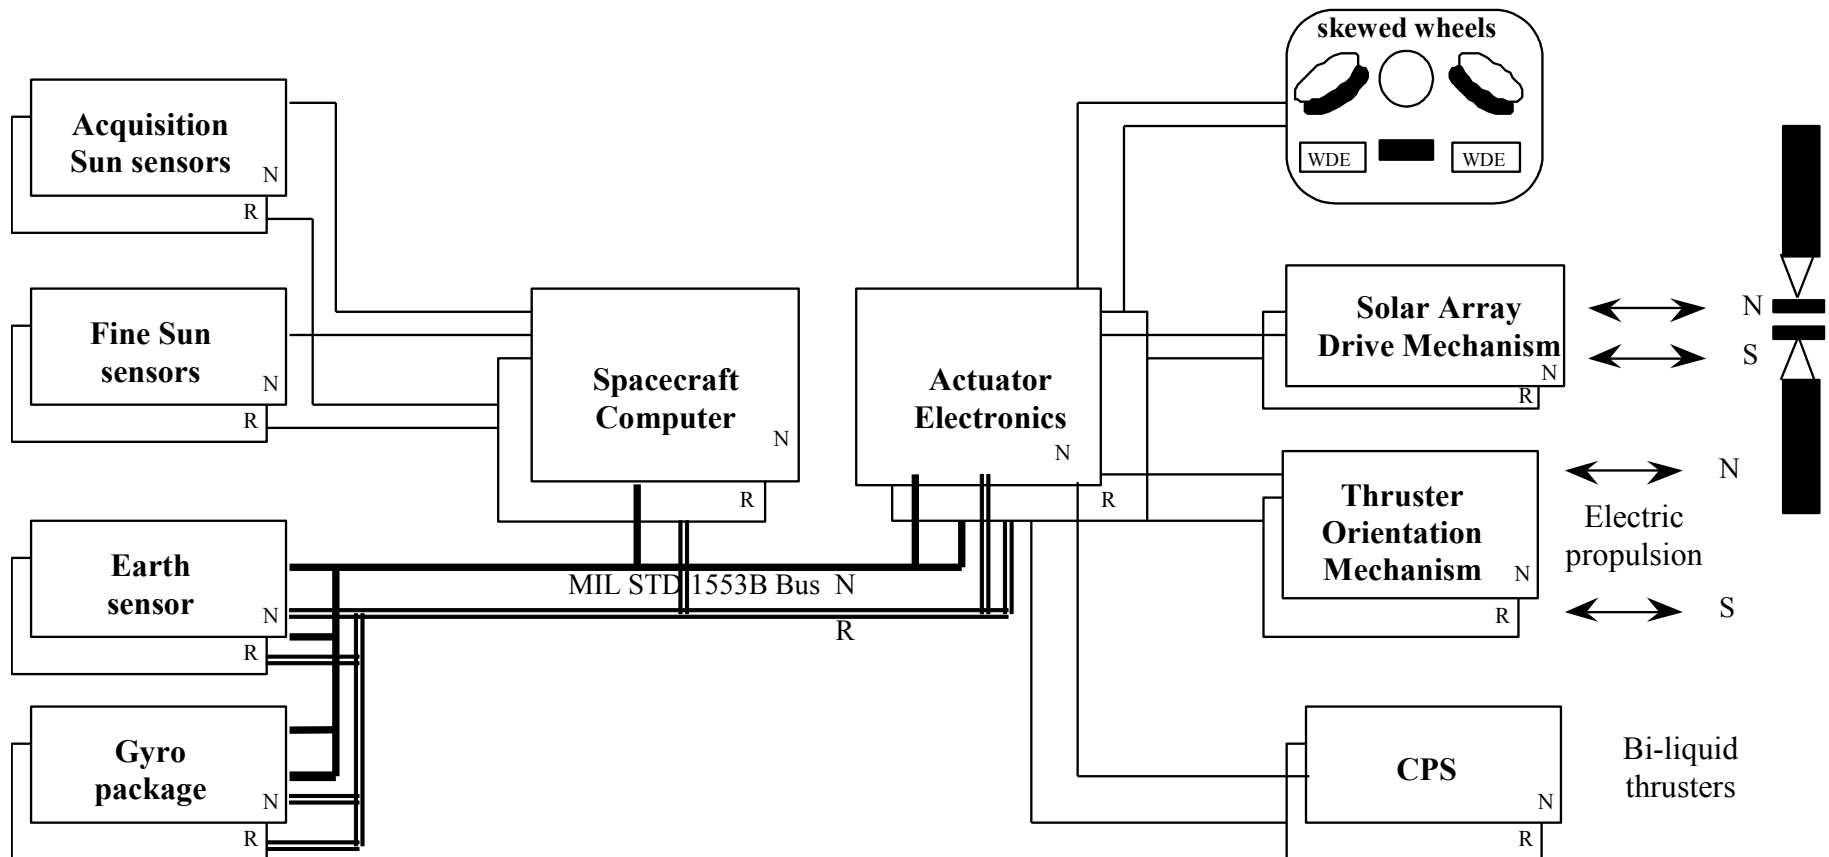 skewed wheels
WDE
WDE
Acquisition
Sun sensors
N
R
Fine Sun
sensors
N
R
Spacecraft
Computer
N
R
Actuator
Electronics
N
R
Solar Array
Drive Mechanism
N
R
N
S
Earth
sensor
N
R
MIL STD 1553B Bus N
R
Thruster
Orientation
Mechanism
N
R
N
Electric
propulsion
S
Gyro
package
N
R
CPS
N
R
Bi-liquid
thrusters